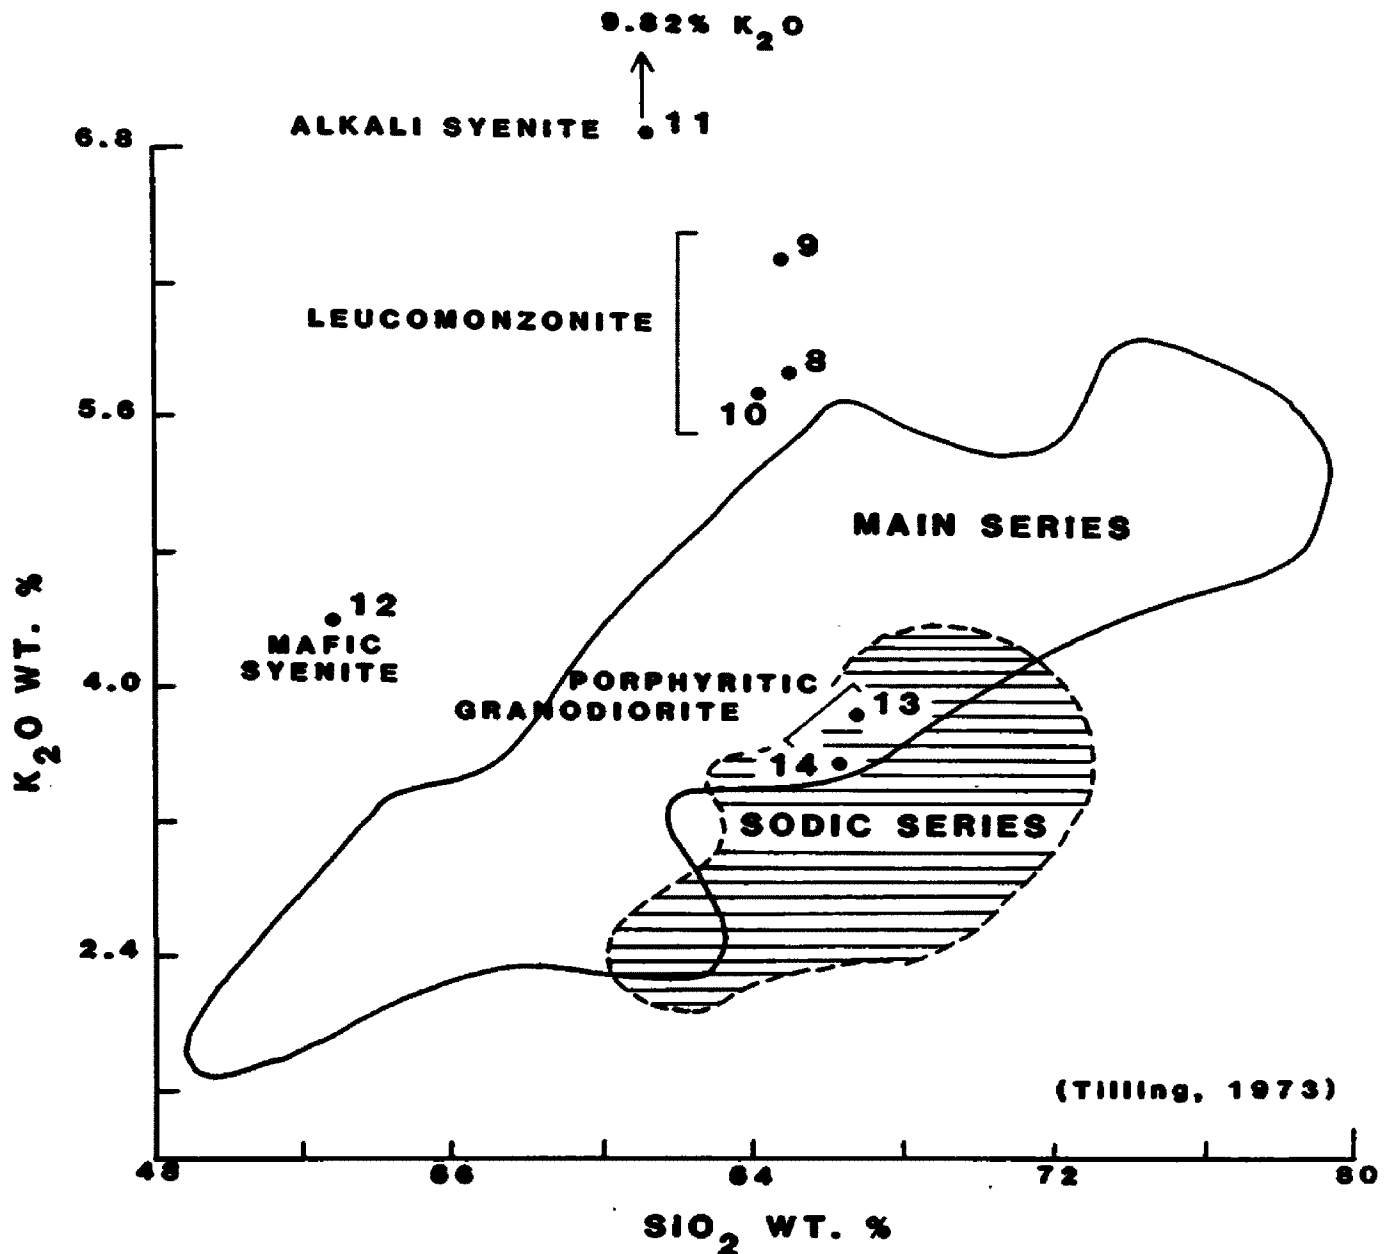 9.82% K2O
ALKALI SYENITE
11
6.8
9
LEUCOMONZONITE
8
10
5.6
MAIN SERIES
12
MAFIC
SYENITE
4.0
PORPHYRITIC
GRANODIORITE
13
14
SODIC SERIES
2.4
K2O WT. %
(Tilling, 1973)
48
56
64
72
80
SIO2 WT. %